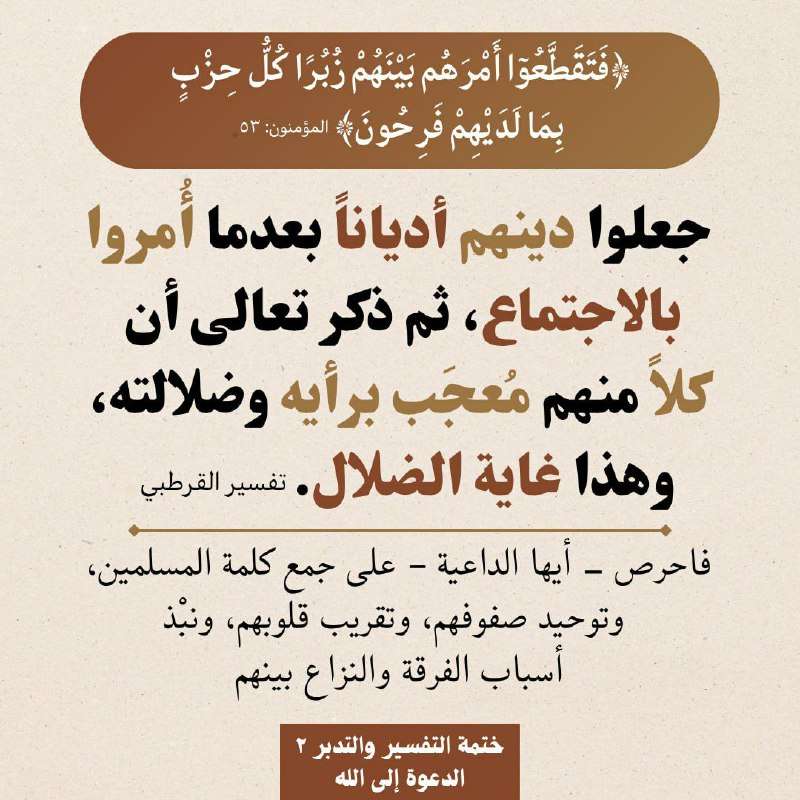 ﴿فَتَقَطَّعُوٓا أَمْرَهُم بَيْنَهُمْ زُبُرًا كُلُّ حِزْبٍ
بِمَا لَدَيْهِمْ فَرِحُونَ﴾ المؤمنون: ٥٣.
جعلوا دينهم أدياناً بعدما أُمروا
بالاجتماع، ثم ذكر تعالى أن
كلاً منهم مُعجَب برأيه وضلالته،
وهذا غاية الضلال. تفسير القرطبي
فاحرص – أيها الداعية – على جمع كلمة المسلمين،
وتوحيد صفوفهم، وتقريب قلوبهم، ونبْذ
أسباب الفرقة والنزاع بينهم
ختمة التفسير والتدبر ٢
الدعوة إلى الله